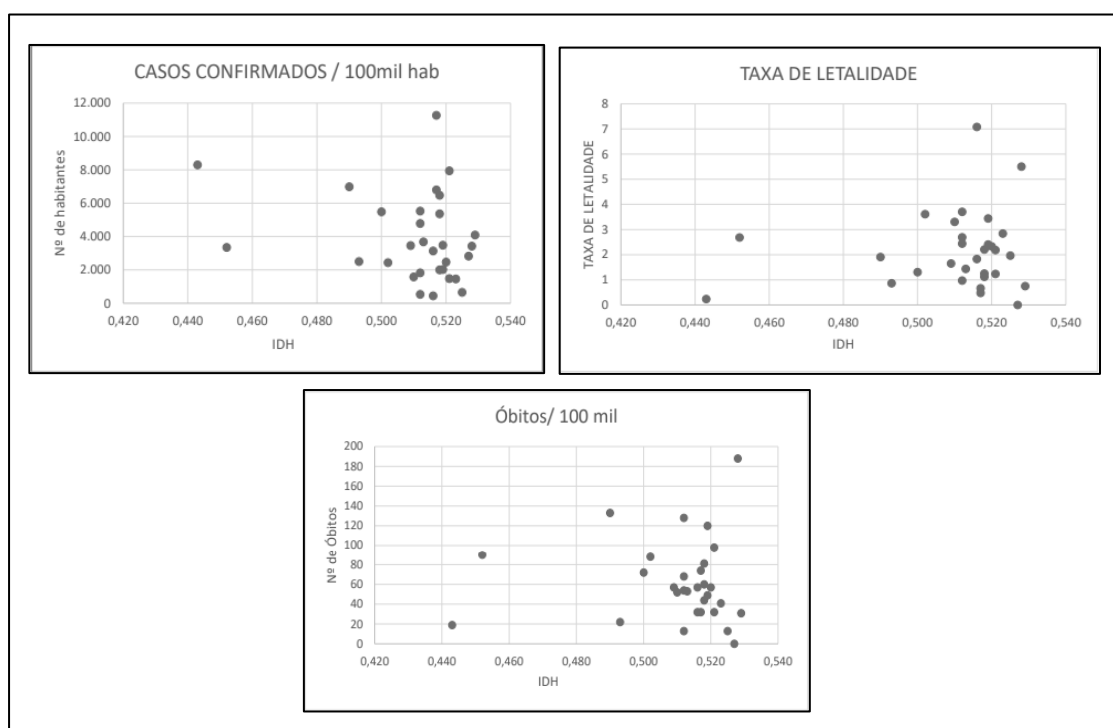 CASOS CONFIRMADOS / 100mil hab
Nº de habitantes
12.000
10.000
8.000
6.000
4.000
2.000
0
0,420 0,440 0,460 0,480 0,500 0,520 0,540
IDH
TAXA DE LETALIDADE
TAXA DE LETALIDADE
8
7
6
5
4
3
2
1
0
0,420 0,440 0,460 0,480 0,500 0,520 0,540
IDH
Óbitos/ 100 mil
Nº de Óbitos
200
180
160
140
120
100
80
60
40
20
0
0,420 0,440 0,460 0,480 0,500 0,520 0,540
IDH